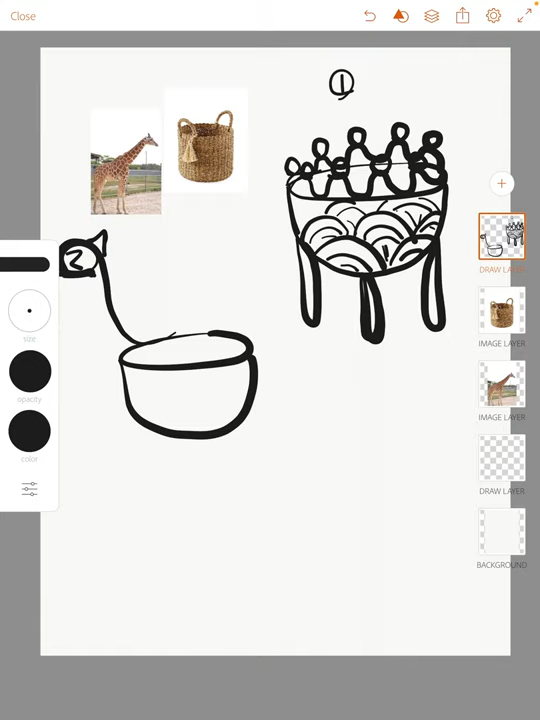 Close
1
2
size
opacity
color
DRAW LAYER
IMAGE LAYER
IMAGE LAYER
DRAW LAYER
BACKGROUND